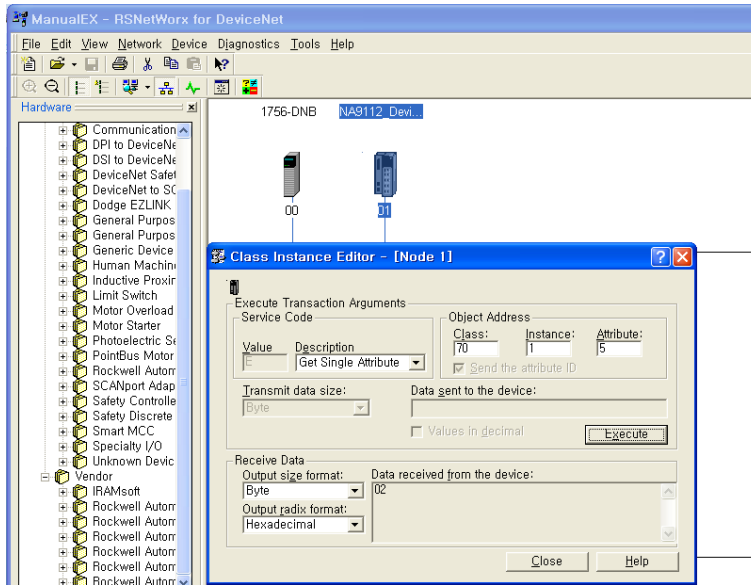 ManualEX - RSNetWorx for DeviceNet
File Edit View Network Device Diagnostics Tools Help
Hardware
Communication
DPI to DeviceNe
DSI to DeviceNe
DeviceNet Safet
DeviceNet to SC
Dodge EZLINK
General Purpos
General Purpos
Generic Device
Human Machin
Inductive Proxir
Limit Switch
Motor Overload
Motor Starter
Photoelectric Se
PointBus Motor
Rockwell Autom
SCANport Adap
Safety Controlle
Safety Discrete
Smart MCC
Specialty I/O
Unknown Devic
Vendor
IRAMsoft
Rockwell Autom
Rockwell Autom
Rockwell Autom
Rockwell Autom
Rockwell Autom
1756-DNB NA9112_Devi...
00 01
Class Instance Editor - [Node 1]
Execute Transaction Arguments
Service Code
Value Description
E Get Single Attribute
Object Address
Class: Instance: Attribute:
70 1 5
Send the attribute ID
Transmit data size: Data sent to the device:
Byte
Values in decimal
Execute
Receive Data
Output size format: Data received from the device:
Byte 02
Output radix format:
Hexadecimal
Close Help